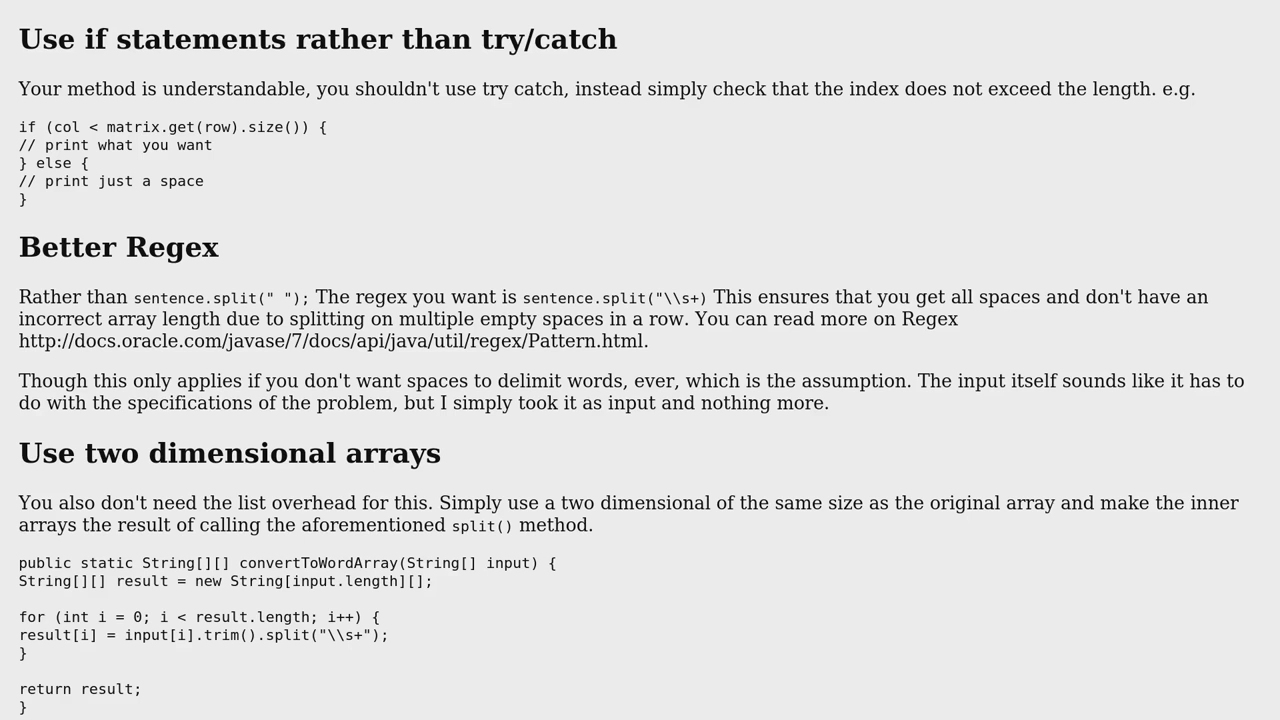 Use if statements rather than try/catch
Your method is understandable, you shouldn't use try catch, instead simply check that the index does not exceed the length. e.g.
if (col < matrix.get(row).size()) {
// print what you want
} else {
// print just a space
}
Better Regex
Rather than sentence.split(" "); The regex you want is sentence.split("\\s+) This ensures that you get all spaces and don't have an
incorrect array length due to splitting on multiple empty spaces in a row. You can read more on Regex
http://docs.oracle.com/javase/7/docs/api/java/util/regex/Pattern.html.
Though this only applies if you don't want spaces to delimit words, ever, which is the assumption. The input itself sounds like it has to
do with the specifications of the problem, but I simply took it as input and nothing more.
Use two dimensional arrays
You also don't need the list overhead for this. Simply use a two dimensional of the same size as the original array and make the inner
arrays the result of calling the aforementioned split() method.
public static String[][] convertToWordArray(String[] input) {
String[][] result = new String[input.length][];
for (int i = 0; i < result.length; i++) {
result[i] = input[i].trim().split("\\s+");
}
return result;
}